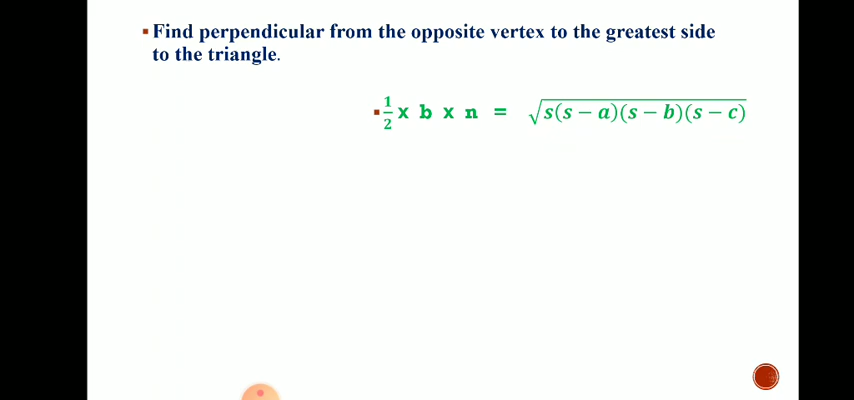 ▪ Find perpendicular from the opposite vertex to the greatest side
to the triangle.
▪ 1/2 x b x n = √s(s − a)(s − b)(s − c)